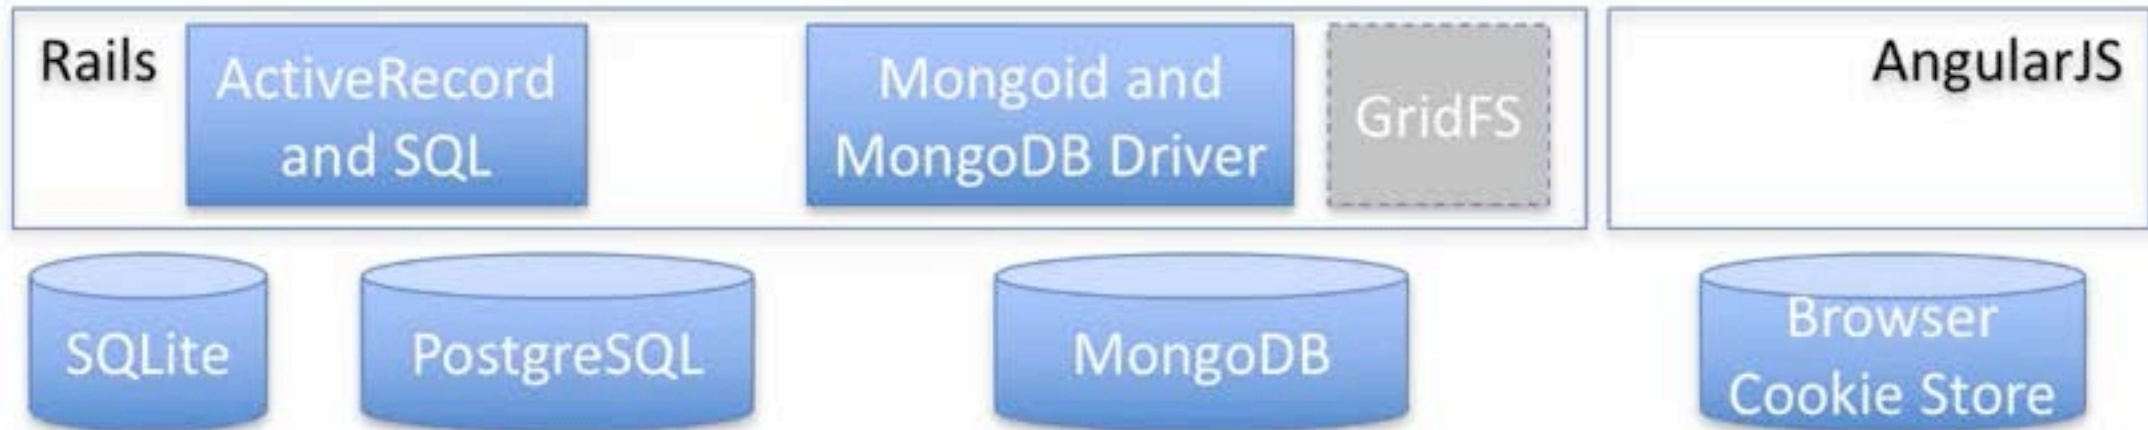 Rails
ActiveRecord
and SQL
Mongoid and
MongoDB Driver
GridFS
AngularJS
SQLite
PostgreSQL
MongoDB
Browser
Cookie Store